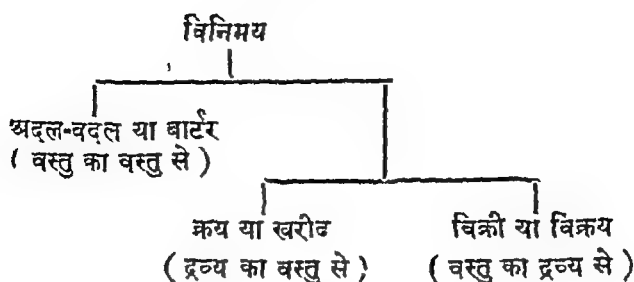 विनिमय
अदल-बदल या बार्टर
( वस्तु का वस्तु से )
क्रय या खरीद
( द्रव्य का वस्तु से )
विक्री या विक्रय
( वस्तु का द्रव्य से )